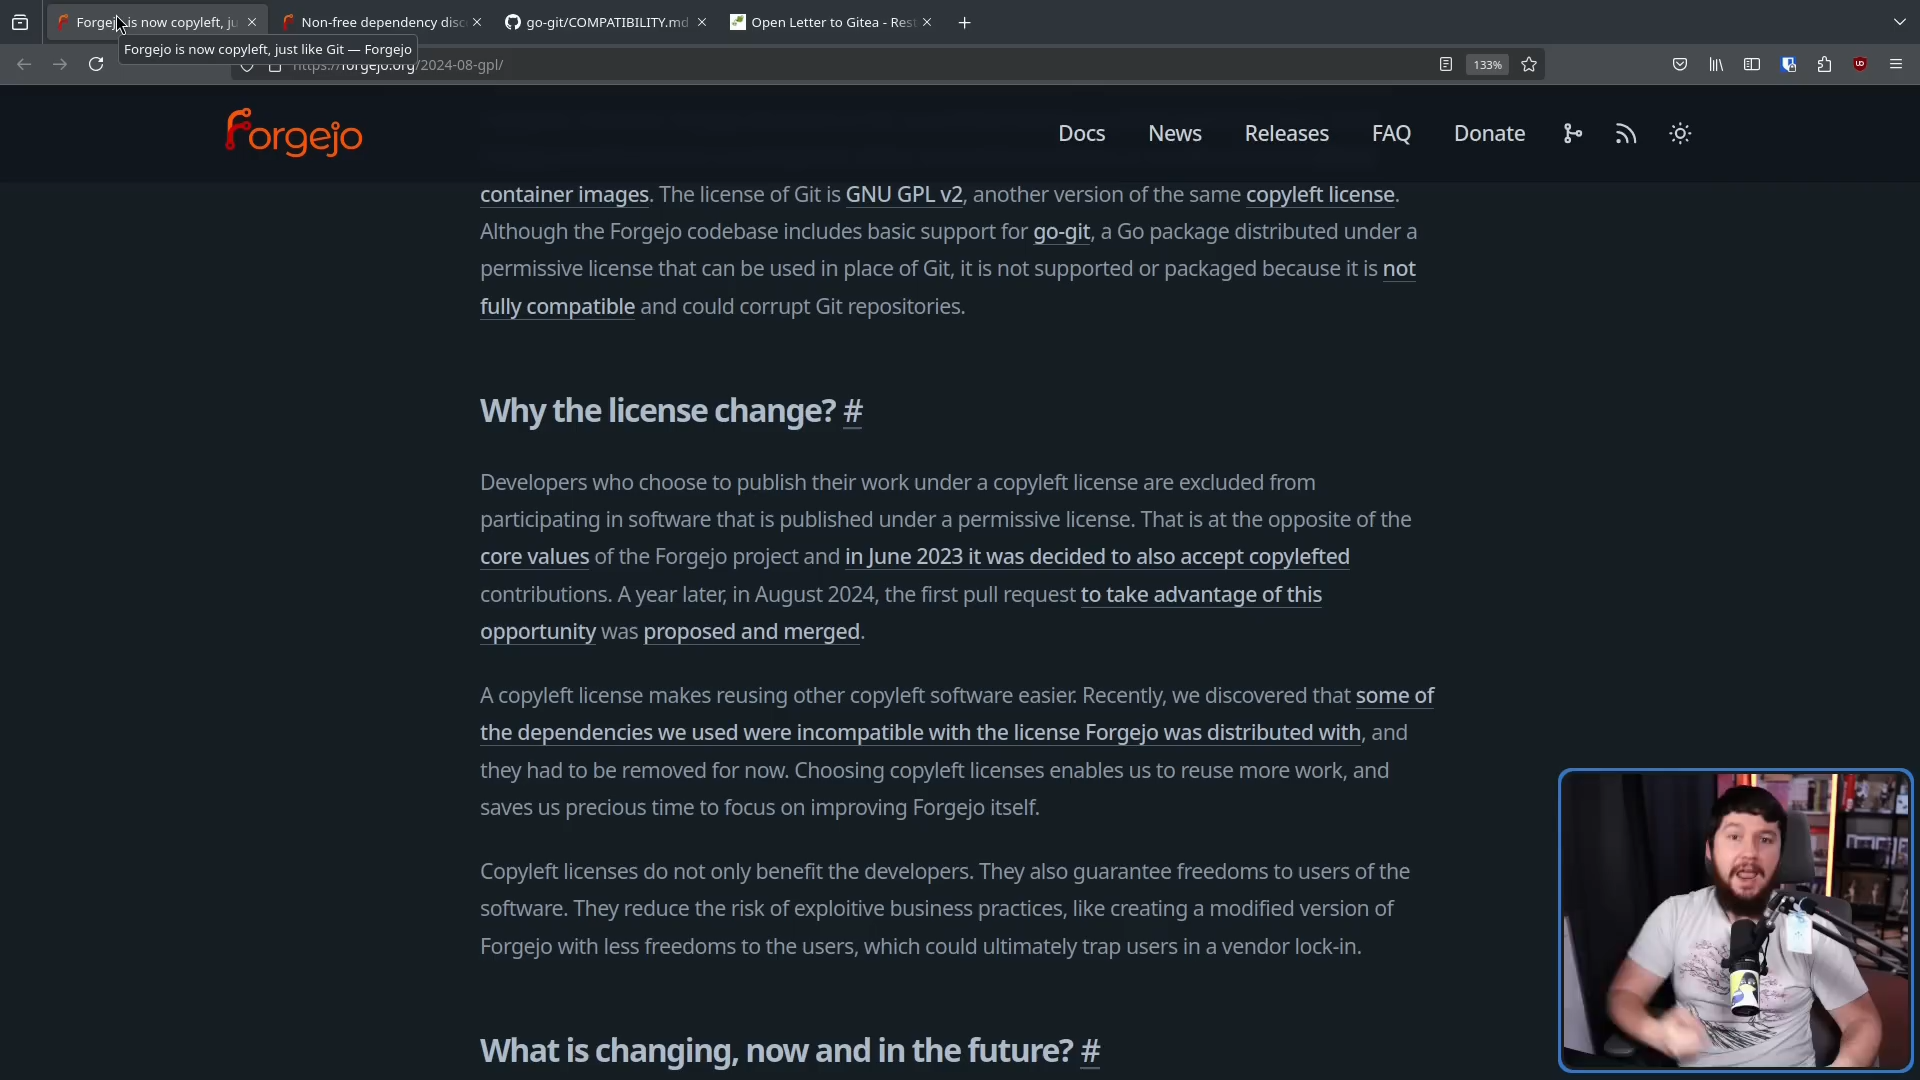 Forgejo is now copyleft, ju
Non-free dependency disc
go-git/COMPATIBILITY.md
Open Letter to Gitea - Res
Forgejo is now copyleft, just like Git — Forgejo
https://forgejo.org/2024-08-gpl/
133%
Forgejo
Docs
News
Releases
FAQ
Donate
container images. The license of Git is GNU GPL v2, another version of the same copyleft license.
Although the Forgejo codebase includes basic support for go-git, a Go package distributed under a
permissive license that can be used in place of Git, it is not supported or packaged because it is not
fully compatible and could corrupt Git repositories.
Why the license change? #
Developers who choose to publish their work under a copyleft license are excluded from
participating in software that is published under a permissive license. That is at the opposite of the
core values of the Forgejo project and in June 2023 it was decided to also accept copylefted
contributions. A year later, in August 2024, the first pull request to take advantage of this
opportunity was proposed and merged.
A copyleft license makes reusing other copyleft software easier. Recently, we discovered that some of
the dependencies we used were incompatible with the license Forgejo was distributed with, and
they had to be removed for now. Choosing copyleft licenses enables us to reuse more work, and
saves us precious time to focus on improving Forgejo itself.
Copyleft licenses do not only benefit the developers. They also guarantee freedoms to users of the
software. They reduce the risk of exploitive business practices, like creating a modified version of
Forgejo with less freedoms to the users, which could ultimately trap users in a vendor lock-in.
What is changing, now and in the future? #